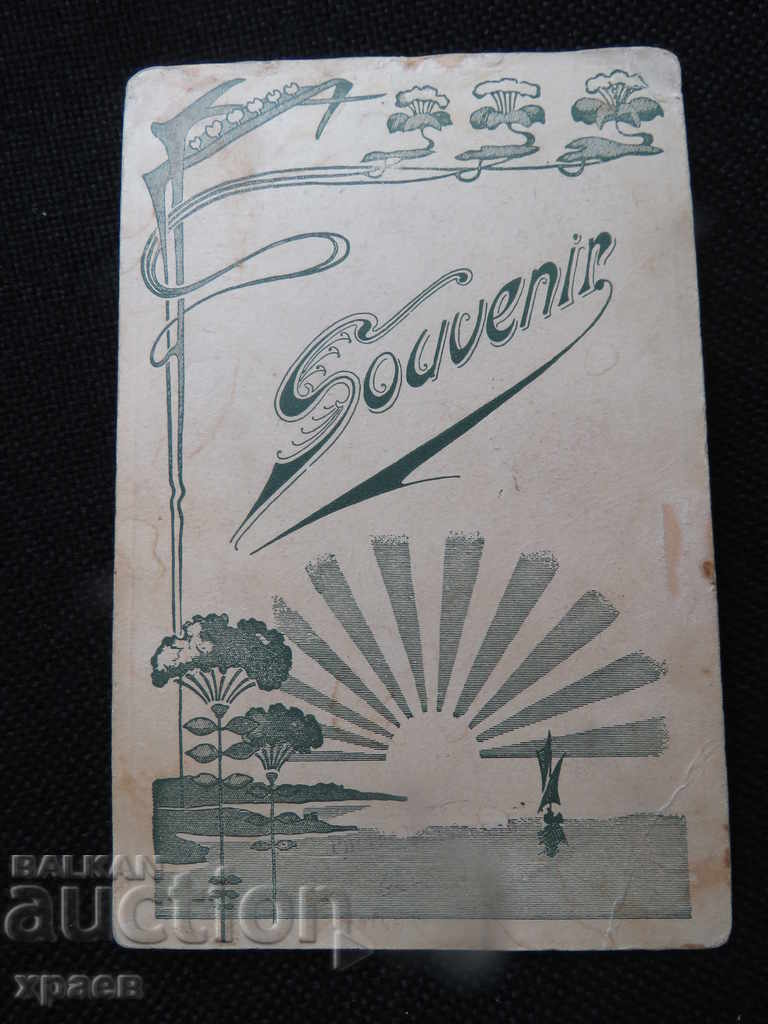 Souvenir
BALKAN
auction
храев